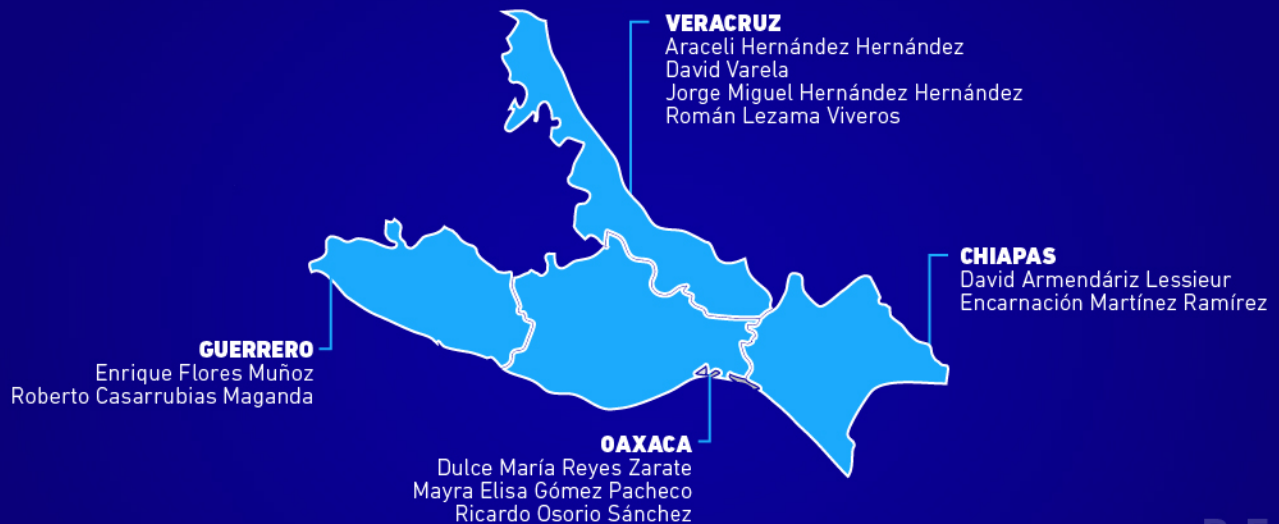 VERACRUZ
Araceli Hernández Hernández
David Varela
Jorge Miguel Hernández Hernández
Román Lezama Viveros
CHIAPAS
David Armendáriz Lessieur
Encarnación Martínez Ramírez
GUERRERO
Enrique Flores Muñoz
Roberto Casarrubias Maganda
OAXACA
Dulce María Reyes Zarate
Mayra Elisa Gómez Pacheco
Ricardo Osorio Sánchez